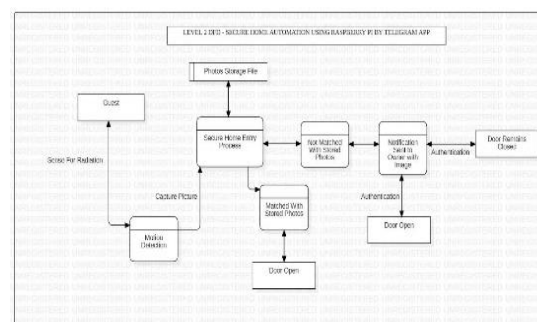 LEVEL 2 DFD - SECURE HOME AUTOMATION USING RASPBERRY PI BY TELEGRAM APP
Photos Storage File
Guest
Secure Home Entry
Process
Not Matched
With Stored
Photos
Notification
Sent to
Owner with
Image
Door Remains
Closed
Authentication
Sense For Radiation
Capture Picture
Matched With
Stored Photos
Authentication
Motion
Detection
Door Open
Door Open